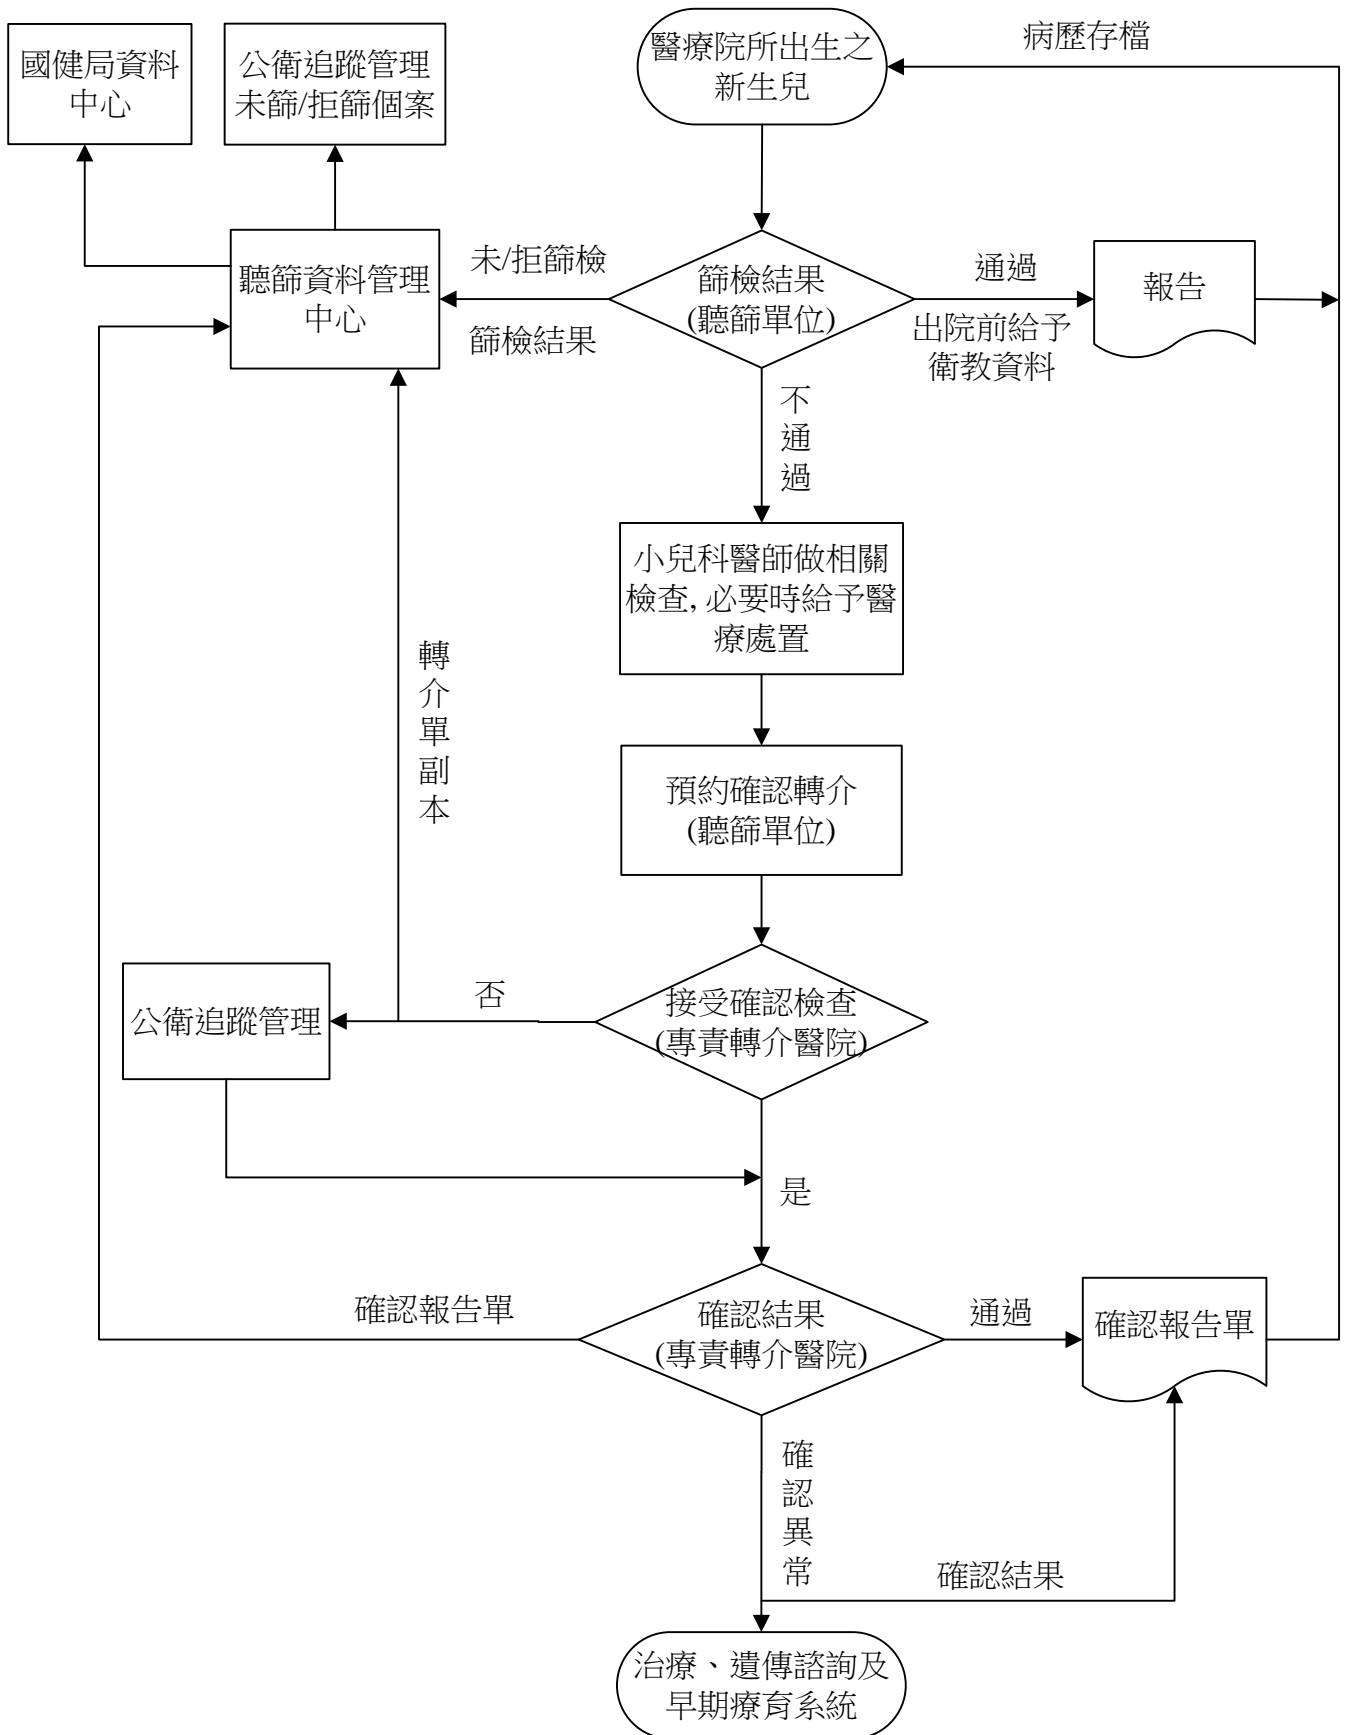 國健局資料
中心
公衛追蹤管理
未篩/拒篩個案
醫療院所出生之
新生兒
病歷存檔
聽篩資料管理
中心
未/拒篩檢
篩檢結果
篩檢結果
(聽篩單位)
通過
出院前給予
衛教資料
報告
不通過
小兒科醫師做相關
檢查, 必要時給予醫
療處置
轉介單副本
預約確認轉介
(聽篩單位)
公衛追蹤管理
否
接受確認檢查
(專責轉介醫院)
是
確認報告單
確認結果
(專責轉介醫院)
通過
確認報告單
確認異常
確認結果
治療、遺傳諮詢及
早期療育系統